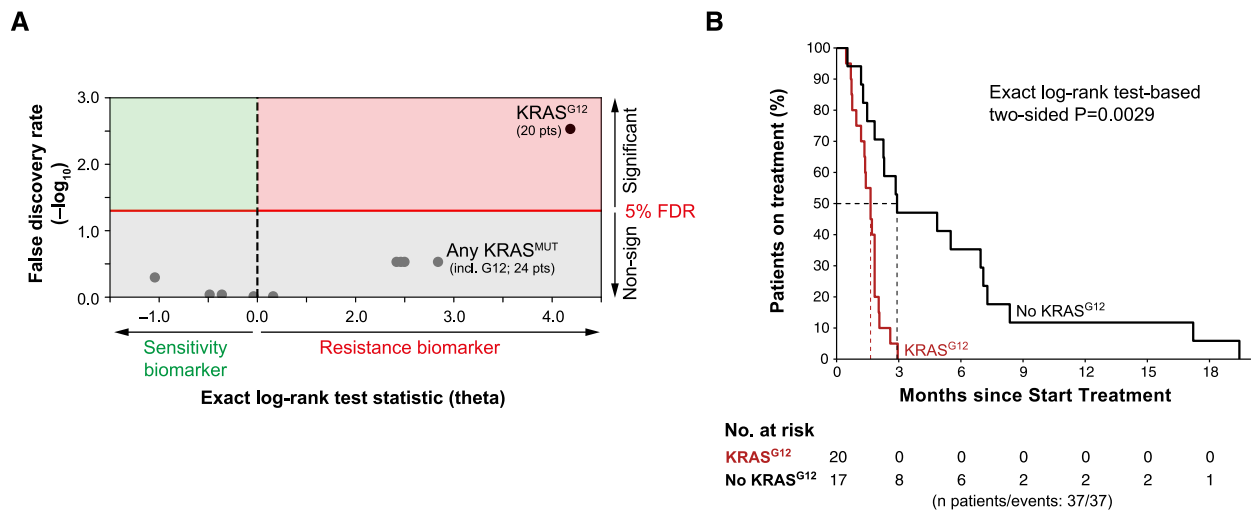 A
False discovery rate
(−log10)
3.0
2.0
1.0
0.0
KRASG12
(20 pts)
Any KRASMUT
(incl. G12; 24 pts)
Significant
5% FDR
Non-sign
−1.0 0.0 2.0 4.0
Sensitivity
biomarker
Resistance biomarker
Exact log-rank test statistic (theta)
B
Patients on treatment (%)
100
90
80
70
60
50
40
30
20
10
0
Exact log-rank test-based
two-sided P=0.0029
No KRASG12
KRASG12
0 3 6 9 12 15 18
Months since Start Treatment
No. at risk
KRASG12 20 0 0 0 0 0 0
No KRASG12 17 8 6 2 2 2 1
(n patients/events: 37/37)